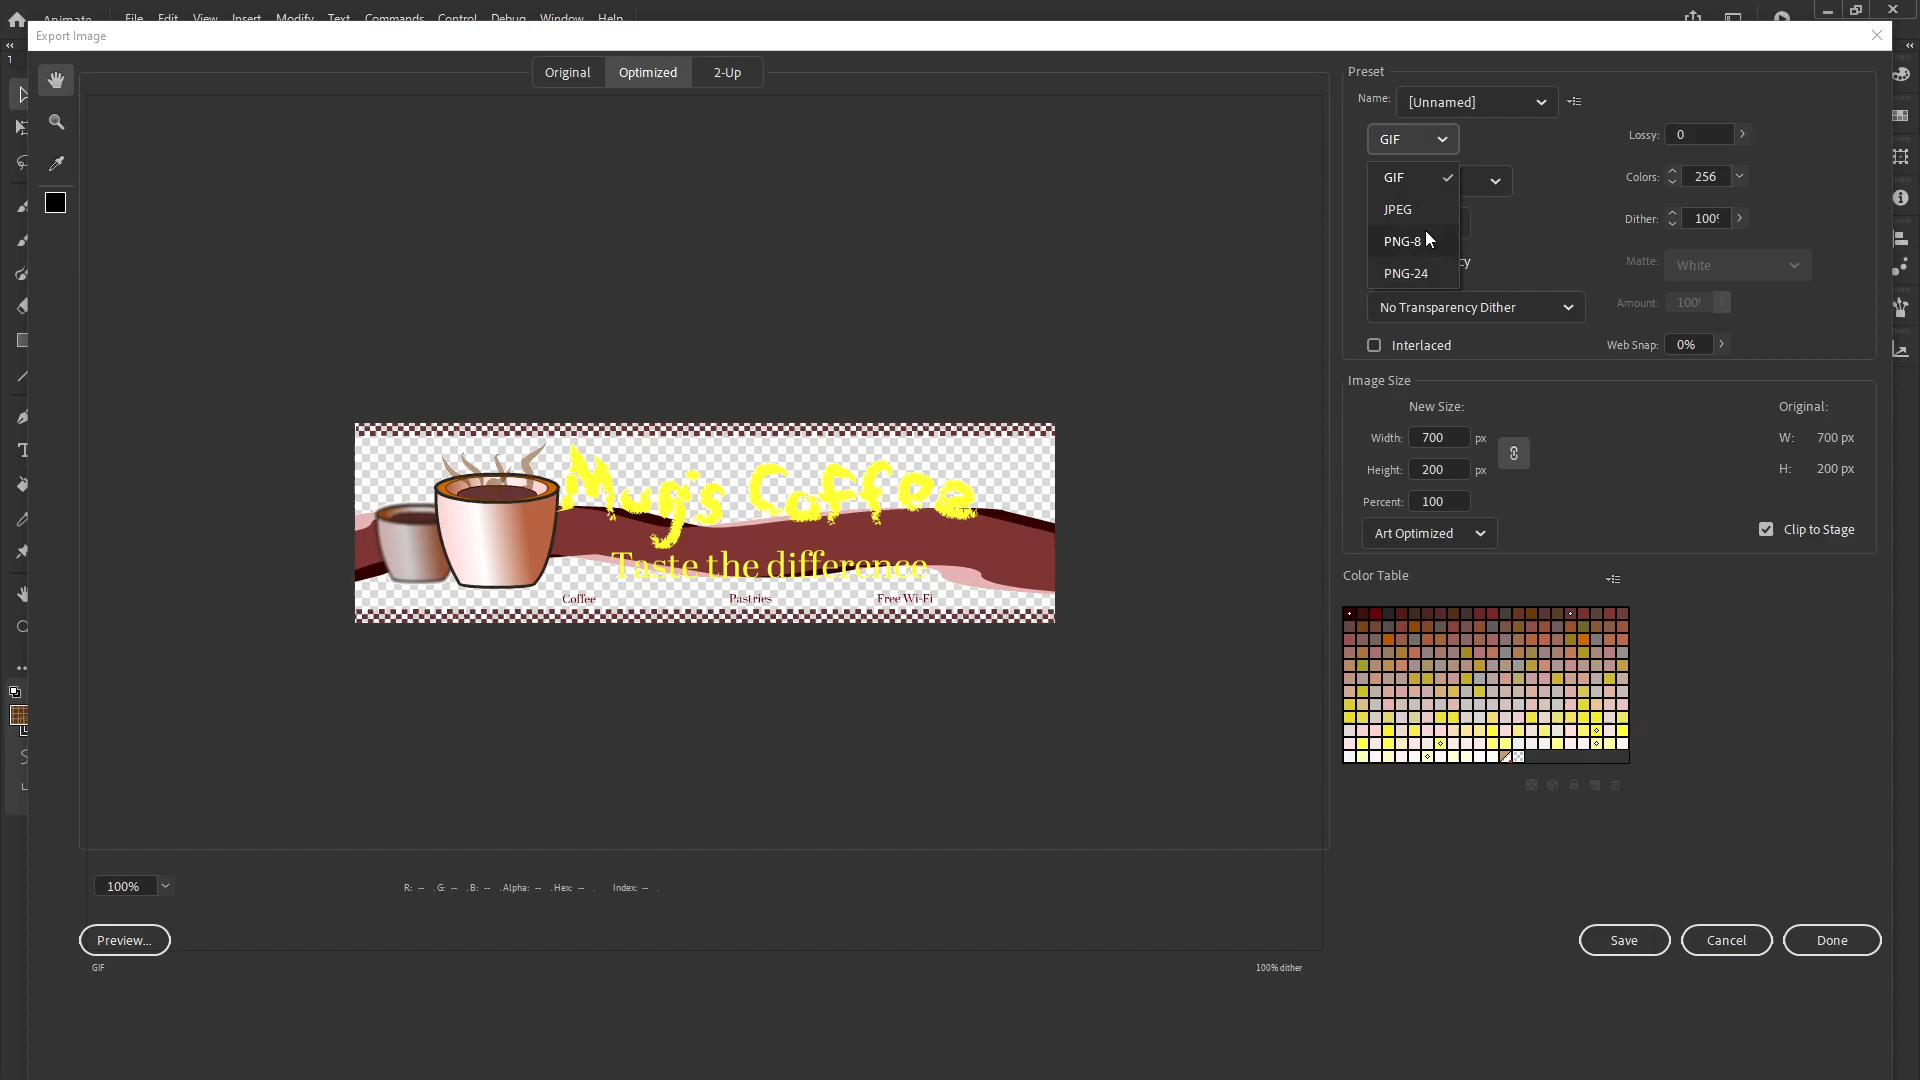 Animate File Edit View Insert Modify Text Commands Control Debug Window Help
Export Image
Original Optimized 2-Up
Preset
Name: [Unnamed]
GIF
Lossy: 0
GIF
Colors: 256
JPEG
Dither: 100%
PNG-8
Matte: White
PNG-24
Amount: 100%
No Transparency Dither
Interlaced
Web Snap: 0%
Image Size
New Size:
Original:
Width: 700 px
W: 700 px
Height: 200 px
H: 200 px
Percent: 100
Art Optimized
Clip to Stage
Color Table
Mug's Coffee
Taste the difference
Coffee Pastries Free Wi-Fi
100%
R: -- . G: -- . B: -- . Alpha: -- . Hex: -- . Index: -- .
Preview...
Save Cancel Done
GIF
100% dither